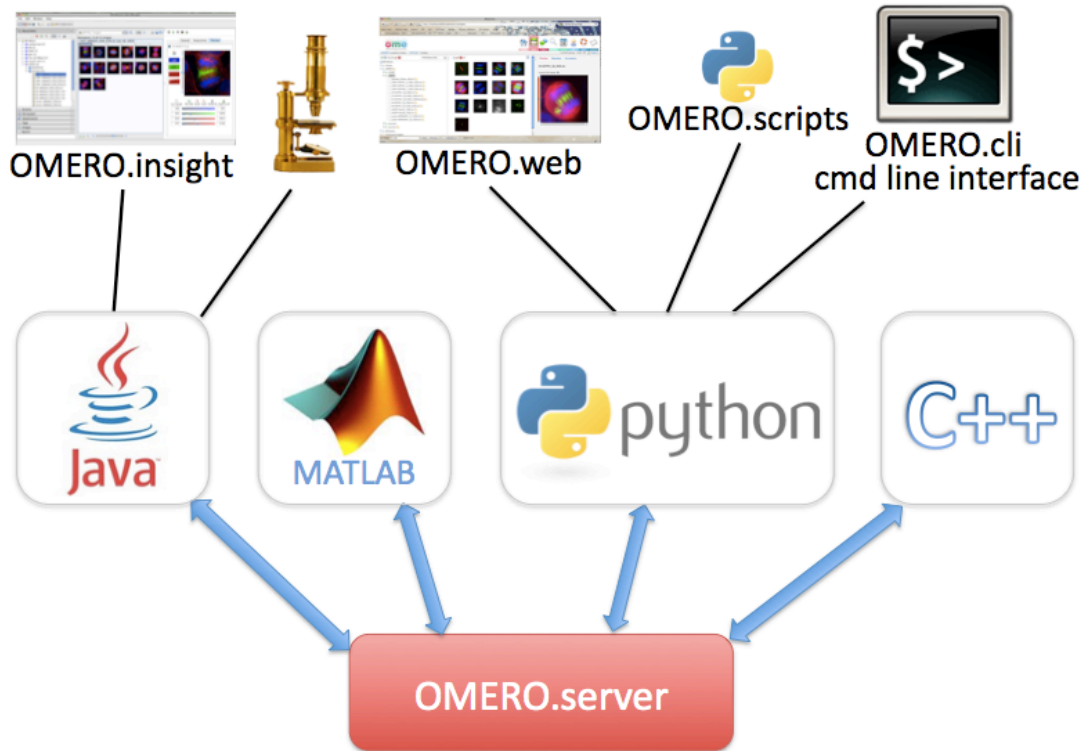 OMERO.insight
OMERO.web
OMERO.scripts
$>
OMERO.cli
cmd line interface
Java
MATLAB
python
C++
OMERO.server